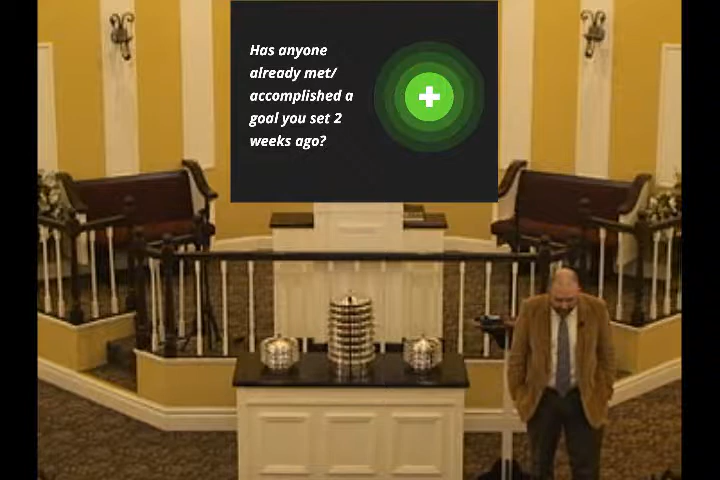 Has anyone
already met/
accomplished a
goal you set 2
weeks ago?